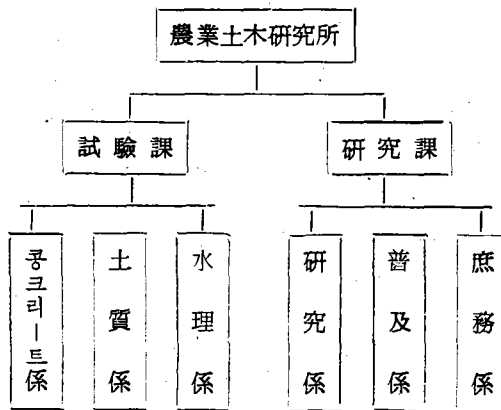 農業土木研究所
試驗課
研究課
콩크리ー트係
土質係
水理係
研究係
普及係
庶務係